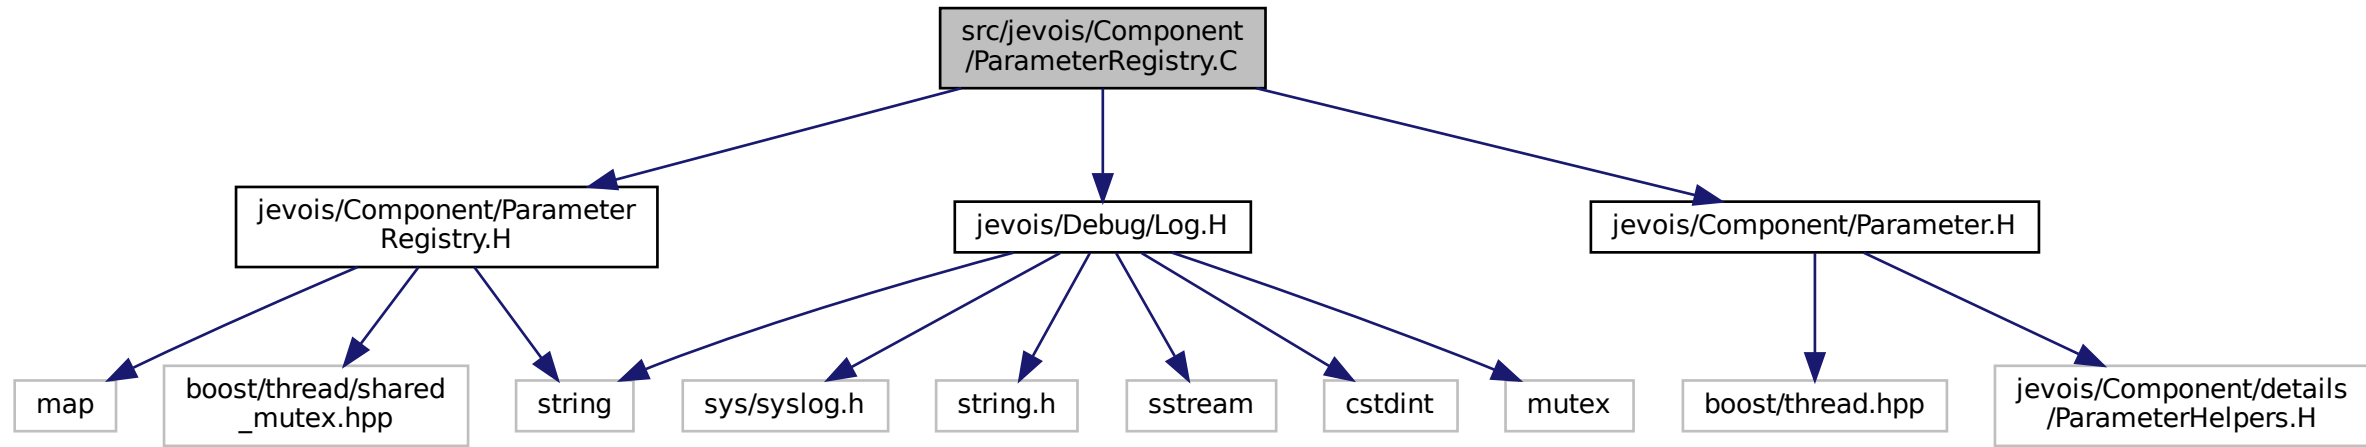 src/jevois/Component
/ParameterRegistry.C
jevois/Component/Parameter
Registry.H
jevois/Debug/Log.H
jevois/Component/Parameter.H
map
boost/thread/shared
_mutex.hpp
string
sys/syslog.h
string.h
sstream
cstdint
mutex
boost/thread.hpp
jevois/Component/details
/ParameterHelpers.H